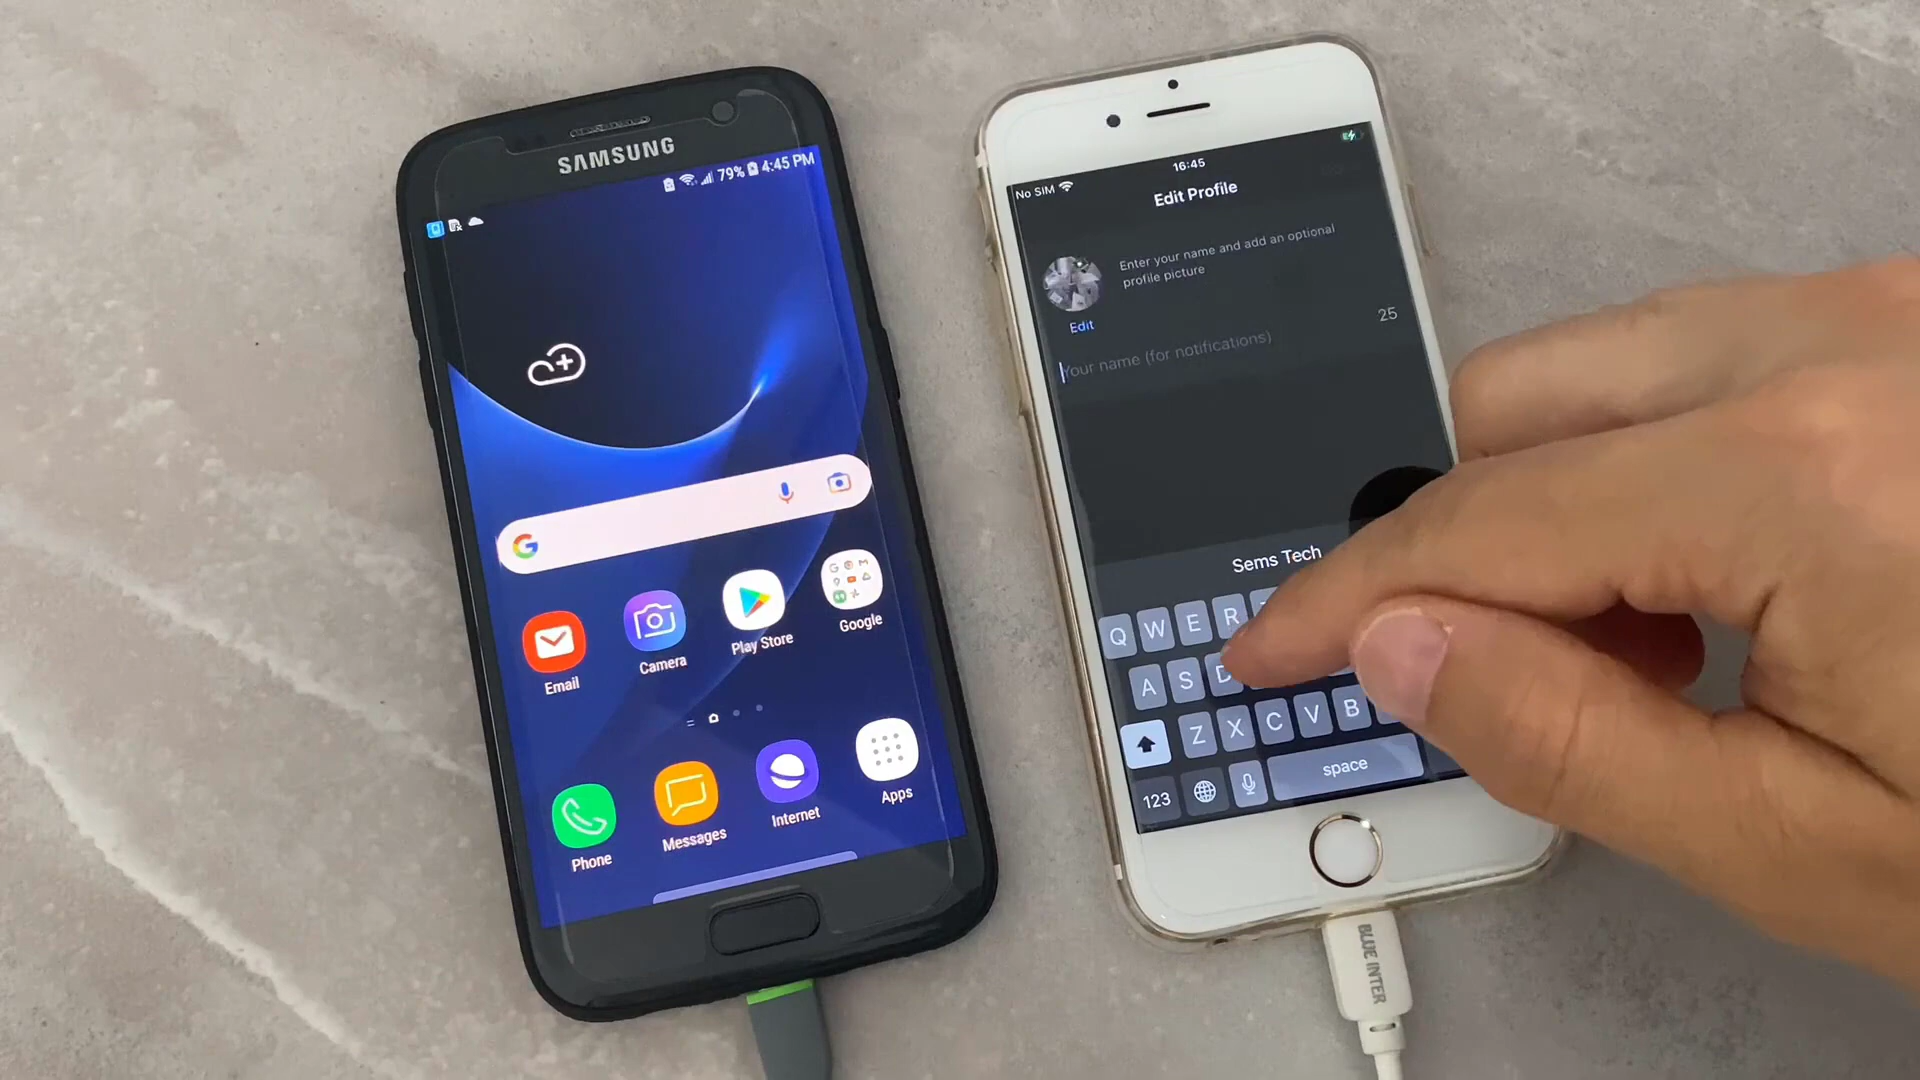 SAMSUNG
79% 4:45 PM
Email
Camera
Play Store
Google
Phone
Messages
Internet
Apps
No SIM
16:45
Edit Profile
Enter your name and add an optional
profile picture
Edit
25
Your name (for notifications)
Sems Tech
Q W E R
A S D
Z X C V B
123
space
BLUE INTER